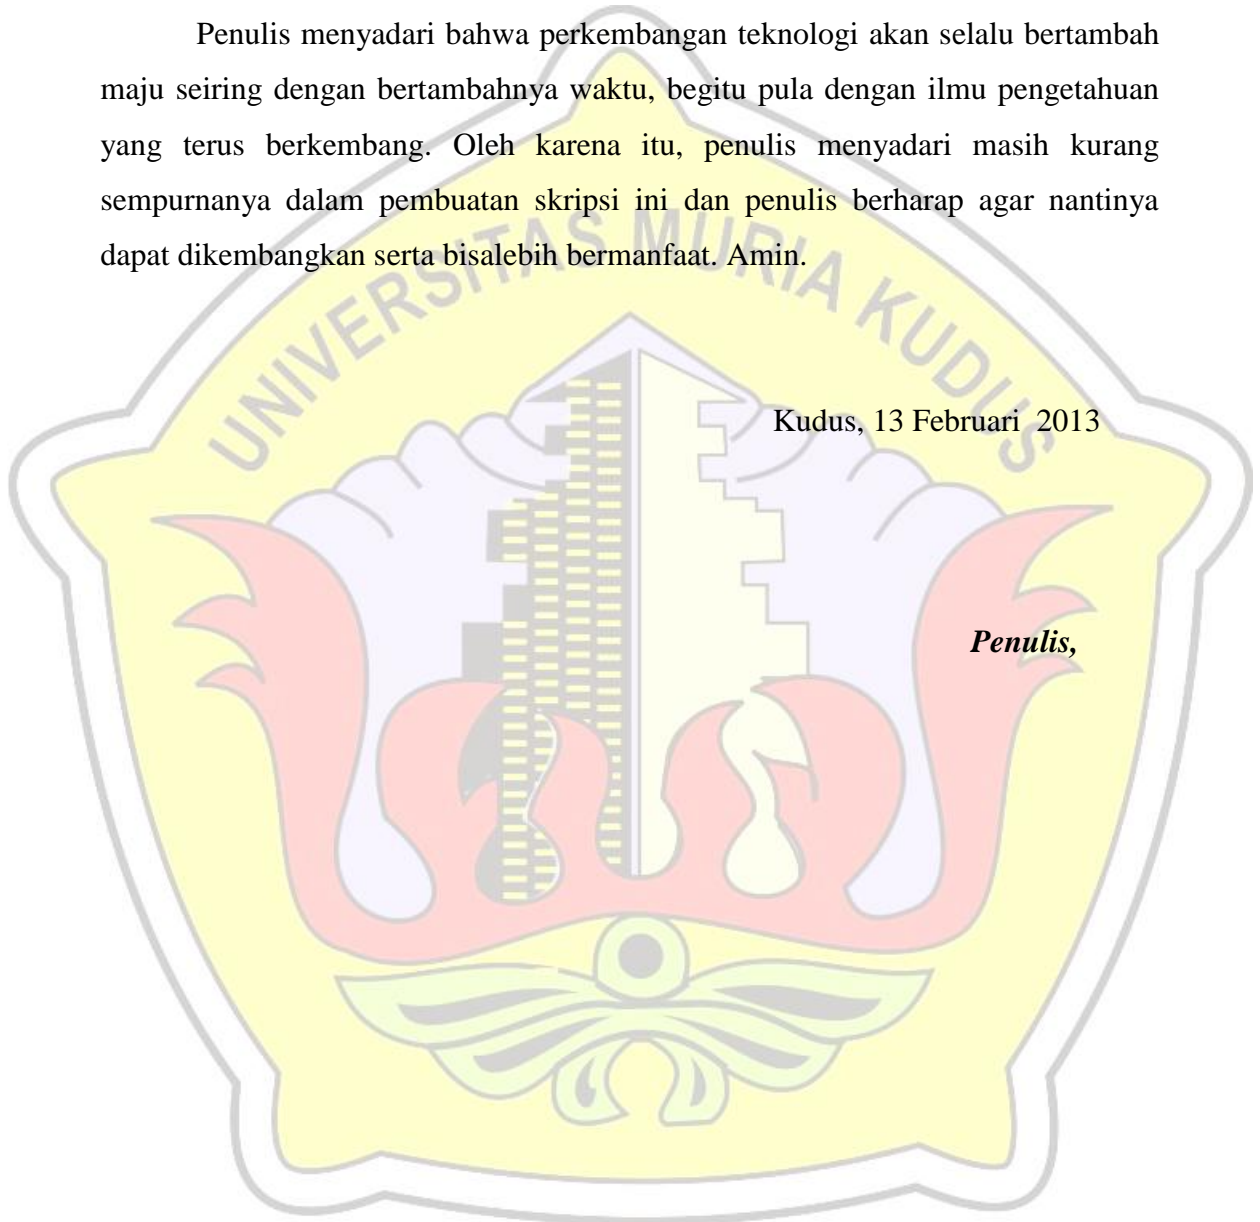 Penulis menyadari bahwa perkembangan teknologi akan selalu bertambah
maju seiring dengan bertambahnya waktu, begitu pula dengan ilmu pengetahuan
yang terus berkembang. Oleh karena itu, penulis menyadari masih kurang
sempurnanya dalam pembuatan skripsi ini dan penulis berharap agar nantinya
dapat dikembangkan serta bisalebih bermanfaat. Amin.
UNIVERSITAS MURIA KUDUS
Kudus, 13 Februari  2013
Penulis,